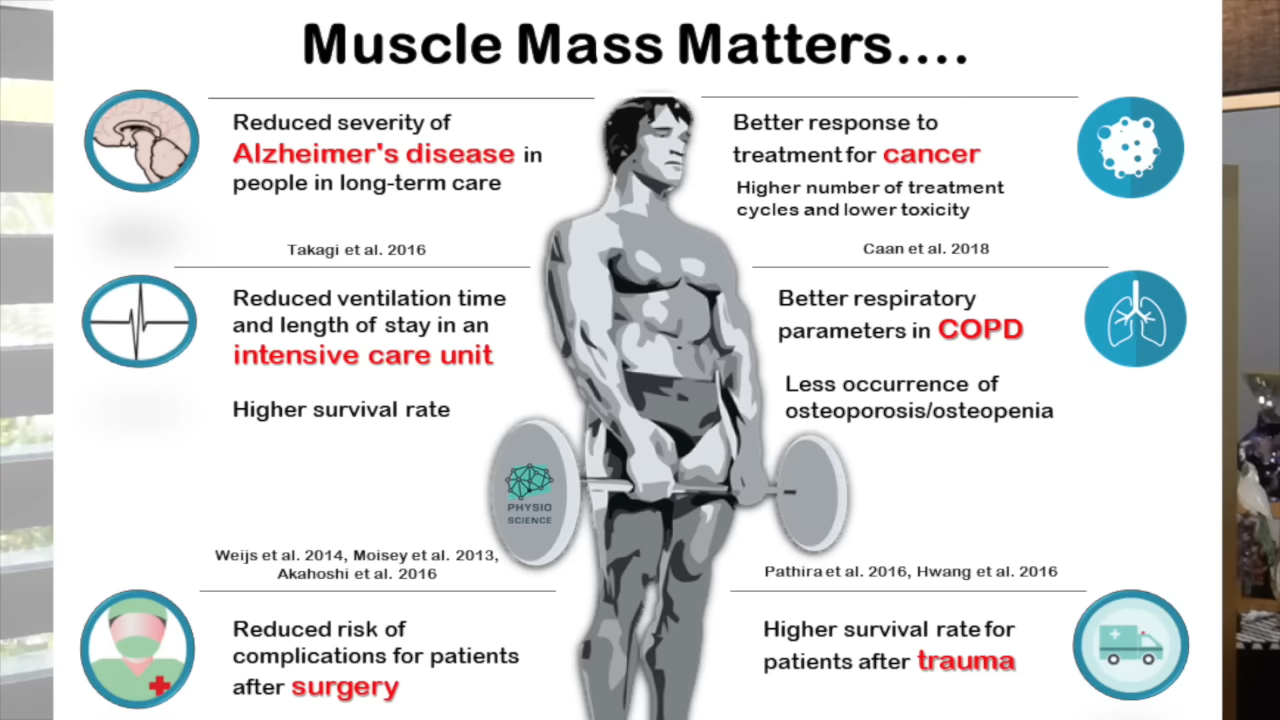 Muscle Mass Matters....
Reduced severity of
Alzheimer's disease in
people in long-term care
Takagi et al. 2016
Reduced ventilation time
and length of stay in an
intensive care unit
Higher survival rate
Weijs et al. 2014, Moisey et al. 2013,
Akahoshi et al. 2016
Reduced risk of
complications for patients
after surgery
PHYSIO
SCIENCE
Better response to
treatment for cancer
Higher number of treatment
cycles and lower toxicity
Caan et al. 2018
Better respiratory
parameters in COPD
Less occurrence of
osteoporosis/osteopenia
Pathira et al. 2016, Hwang et al. 2016
Higher survival rate for
patients after trauma